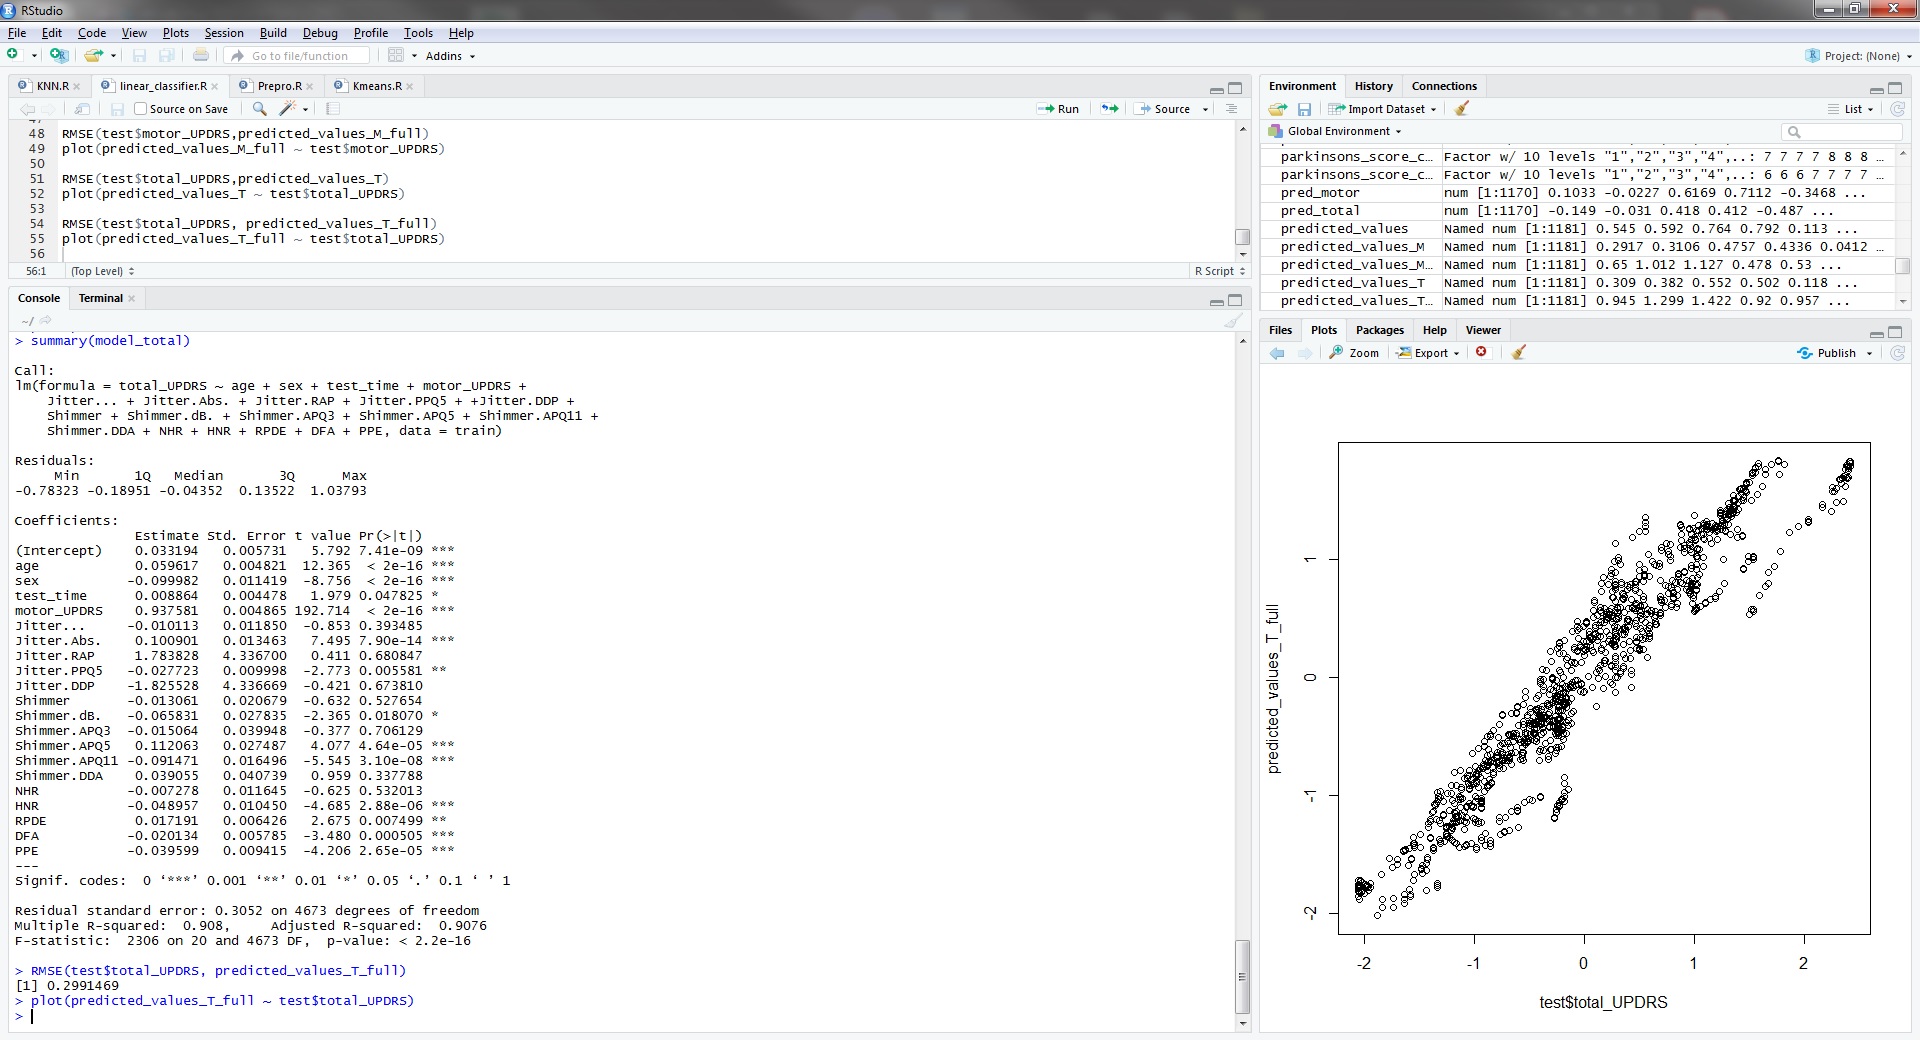 RStudio
File Edit Code View Plots Session Build Debug Profile Tools Help
Go to file/function Addins Project: (None)
KNN.R linear_classifier.R Prepro.R Kmeans.R
Source on Save Run Source
48 RMSE(test$motor_UPDRS,predicted_values_M_full)
49 plot(predicted_values_M_full ~ test$motor_UPDRS)
50
51 RMSE(test$total_UPDRS,predicted_values_T)
52 plot(predicted_values_T ~ test$total_UPDRS)
53
54 RMSE(test$total_UPDRS, predicted_values_T_full)
55 plot(predicted_values_T_full ~ test$total_UPDRS)
56
56:1 (Top Level) R Script
Console Terminal
~/
> summary(model_total)
Call:
lm(formula = total_UPDRS ~ age + sex + test_time + motor_UPDRS +
Jitter... + Jitter.Abs. + Jitter.RAP + Jitter.PPQ5 + +Jitter.DDP +
Shimmer + Shimmer.dB. + Shimmer.APQ3 + Shimmer.APQ5 + Shimmer.APQ11 +
Shimmer.DDA + NHR + HNR + RPDE + DFA + PPE, data = train)
Residuals:
Min 1Q Median 3Q Max
-0.78323 -0.18951 -0.04352 0.13522 1.03793
Coefficients:
Estimate Std. Error t value Pr(>|t|)
(Intercept) 0.033194 0.005731 5.792 7.41e-09 ***
age 0.059617 0.004821 12.365 < 2e-16 ***
sex -0.099982 0.011419 -8.756 < 2e-16 ***
test_time 0.008864 0.004478 1.979 0.047825 *
motor_UPDRS 0.937581 0.004865 192.714 < 2e-16 ***
Jitter... -0.010113 0.011850 -0.853 0.393485
Jitter.Abs. 0.100901 0.013463 7.495 7.90e-14 ***
Jitter.RAP 1.783828 4.336700 0.411 0.680847
Jitter.PPQ5 -0.027723 0.009998 -2.773 0.005581 **
Jitter.DDP -1.825528 4.336669 -0.421 0.673810
Shimmer -0.013061 0.020679 -0.632 0.527654
Shimmer.dB. -0.065831 0.027835 -2.365 0.018070 *
Shimmer.APQ3 -0.015064 0.039948 -0.377 0.706129
Shimmer.APQ5 0.112063 0.027487 4.077 4.64e-05 ***
Shimmer.APQ11 -0.091471 0.016496 -5.545 3.10e-08 ***
Shimmer.DDA 0.039055 0.040739 0.959 0.337788
NHR -0.007278 0.011645 -0.625 0.532013
HNR -0.048957 0.010450 -4.685 2.88e-06 ***
RPDE 0.017191 0.006426 2.675 0.007499 **
DFA -0.020134 0.005785 -3.480 0.000505 ***
PPE -0.039599 0.009415 -4.206 2.65e-05 ***
---
Signif. codes: 0 ‘***’ 0.001 ‘**’ 0.01 ‘*’ 0.05 ‘.’ 0.1 ‘ ’ 1
Residual standard error: 0.3052 on 4673 degrees of freedom
Multiple R-squared: 0.908, Adjusted R-squared: 0.9076
F-statistic: 2306 on 20 and 4673 DF, p-value: < 2.2e-16
> RMSE(test$total_UPDRS, predicted_values_T_full)
[1] 0.2991469
> plot(predicted_values_T_full ~ test$total_UPDRS)
>
Environment History Connections
Import Dataset List
Global Environment
parkinsons_score_c… Factor w/ 10 levels "1","2","3","4",..: 7 7 7 7 8 8 8 …
parkinsons_score_c… Factor w/ 10 levels "1","2","3","4",..: 6 6 6 7 7 7 7 …
pred_motor num [1:1170] 0.1033 -0.0227 0.6169 0.7112 -0.3468 ...
pred_total num [1:1170] -0.149 -0.031 0.418 0.412 -0.487 ...
predicted_values Named num [1:1181] 0.545 0.592 0.764 0.792 0.113 ...
predicted_values_M Named num [1:1181] 0.2917 0.3106 0.4757 0.4336 0.0412 …
predicted_values_M… Named num [1:1181] 0.65 1.012 1.127 0.478 0.53 ...
predicted_values_T Named num [1:1181] 0.309 0.382 0.552 0.502 0.118 ...
predicted_values_T… Named num [1:1181] 0.945 1.299 1.422 0.92 0.957 ...
Files Plots Packages Help Viewer
Zoom Export Publish
predicted_values_T_full
1
0
-1
-2
-2 -1 0 1 2
test$total_UPDRS